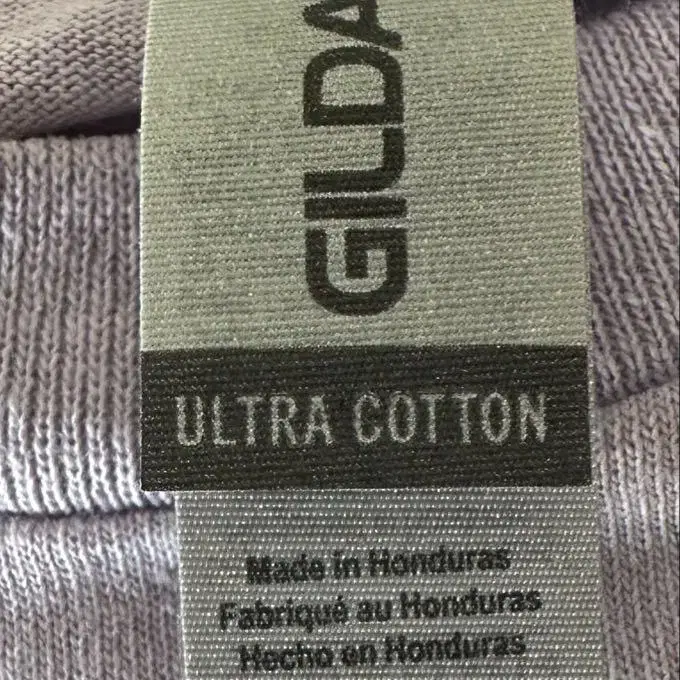 GILDA
ULTRA COTTON
Made in Honduras
Fabriqué au Honduras
Hecho en Honduras